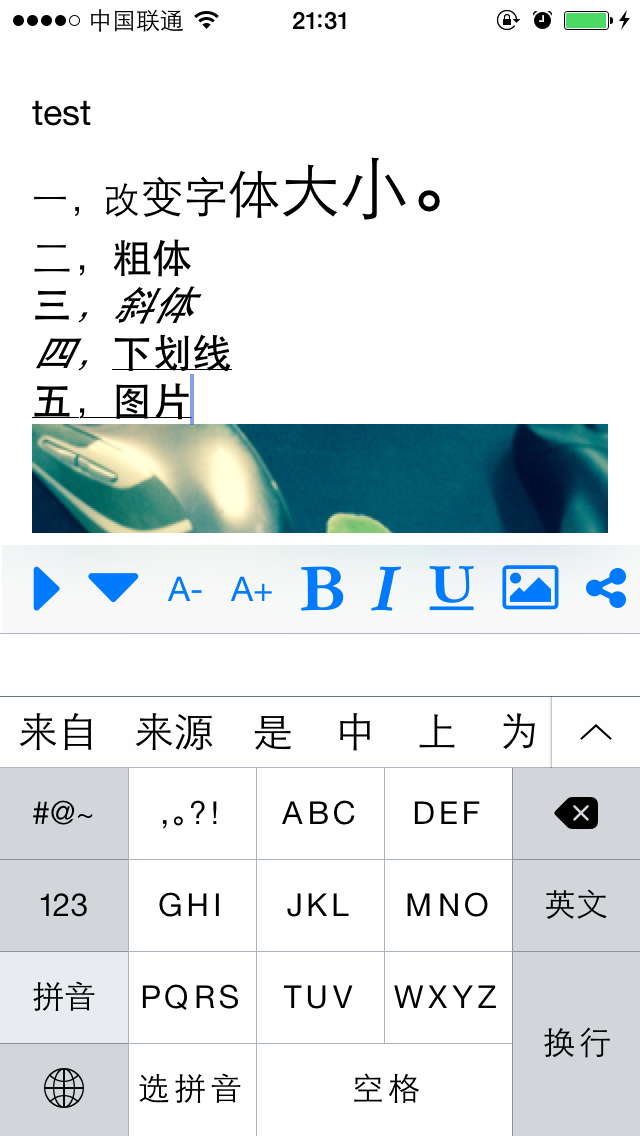 中国联通 21:31
test
一，改变字体大小。
二，粗体
三，斜体
四，下划线
五，图片
A- A+ B I U
来自 来源 是 中 上 为
#@~ ,。?! ABC DEF
123 GHI JKL MNO 英文
拼音 PQRS TUV WXYZ
换行
选拼音 空格